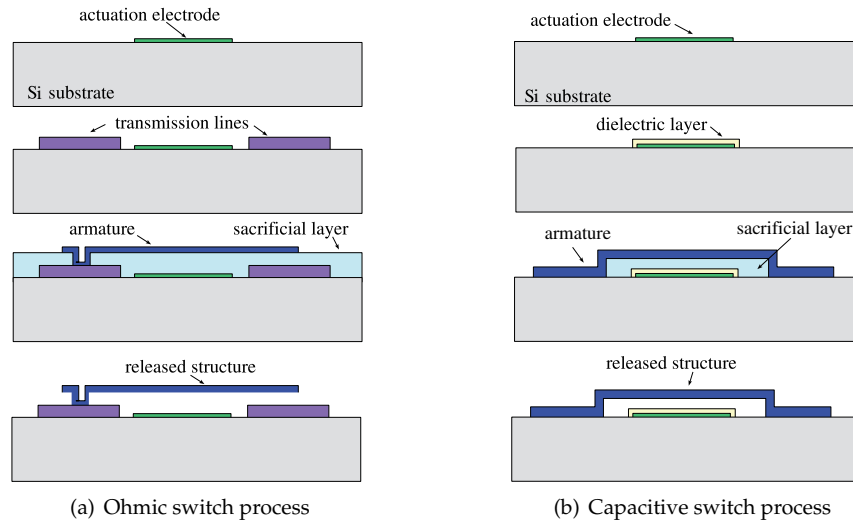 actuation electrode
Si substrate
transmission lines
armature
sacrificial layer
released structure
(a) Ohmic switch process
actuation electrode
Si substrate
dielectric layer
armature
sacrificial layer
released structure
(b) Capacitive switch process